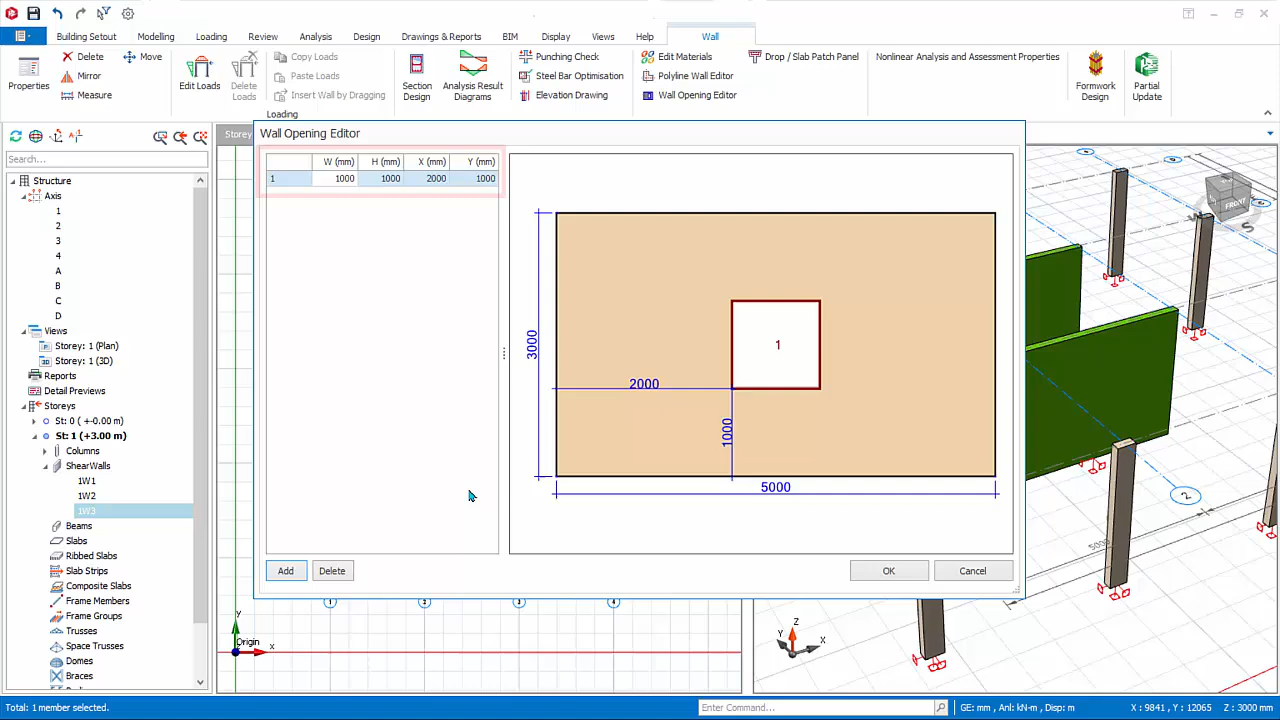 Building Setout Modelling Loading Review Analysis Design Drawings & Reports BIM Display Views Help Wall
Properties
Delete
Mirror
Measure
Move
Edit Loads
Delete Loads
Copy Loads
Paste Loads
Insert Wall by Dragging
Loading
Section Design
Analysis Result Diagrams
Punching Check
Steel Bar Optimisation
Elevation Drawing
Edit Materials
Polyline Wall Editor
Wall Opening Editor
Drop / Slab Patch Panel
Nonlinear Analysis and Assessment Properties
Formwork Design
Partial Update
Search...
Structure
Axis
1
2
3
4
A
B
C
D
Views
Storey: 1 (Plan)
Storey: 1 (3D)
Reports
Detail Previews
Storeys
St: 0 ( +-0.00 m)
St: 1 (+3.00 m)
Columns
ShearWalls
1W1
1W2
1W3
Beams
Slabs
Ribbed Slabs
Slab Strips
Composite Slabs
Frame Members
Frame Groups
Trusses
Space Trusses
Domes
Braces
Storey
Wall Opening Editor
W (mm) H (mm) X (mm) Y (mm)
1 1000 1000 2000 1000
3000
1
2000
1000
5000
Add Delete OK Cancel
1 2 3 4
y
Origin x
FRONT
S
2
Z
Y X
Total: 1 member selected.
Enter Command...
GE: mm , Anl: kN-m , Disp: m
X : 9841 , Y : 12065
Z : 3000 mm